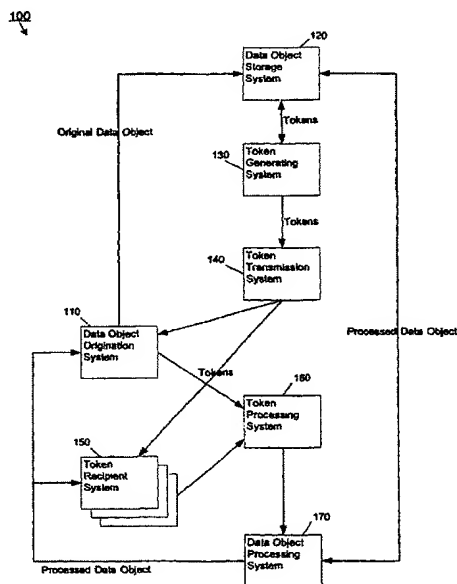 100
120
Data Object
Storage
System
Original Data Object
Tokens
130
Token
Generating
System
Tokens
140
Token
Transmission
System
110
Data Object
Origination
System
Processed Data Object
Tokens
160
Token
Processing
System
150
Token
Recipient
System
170
Data Object
Processing
System
Processed Data Object